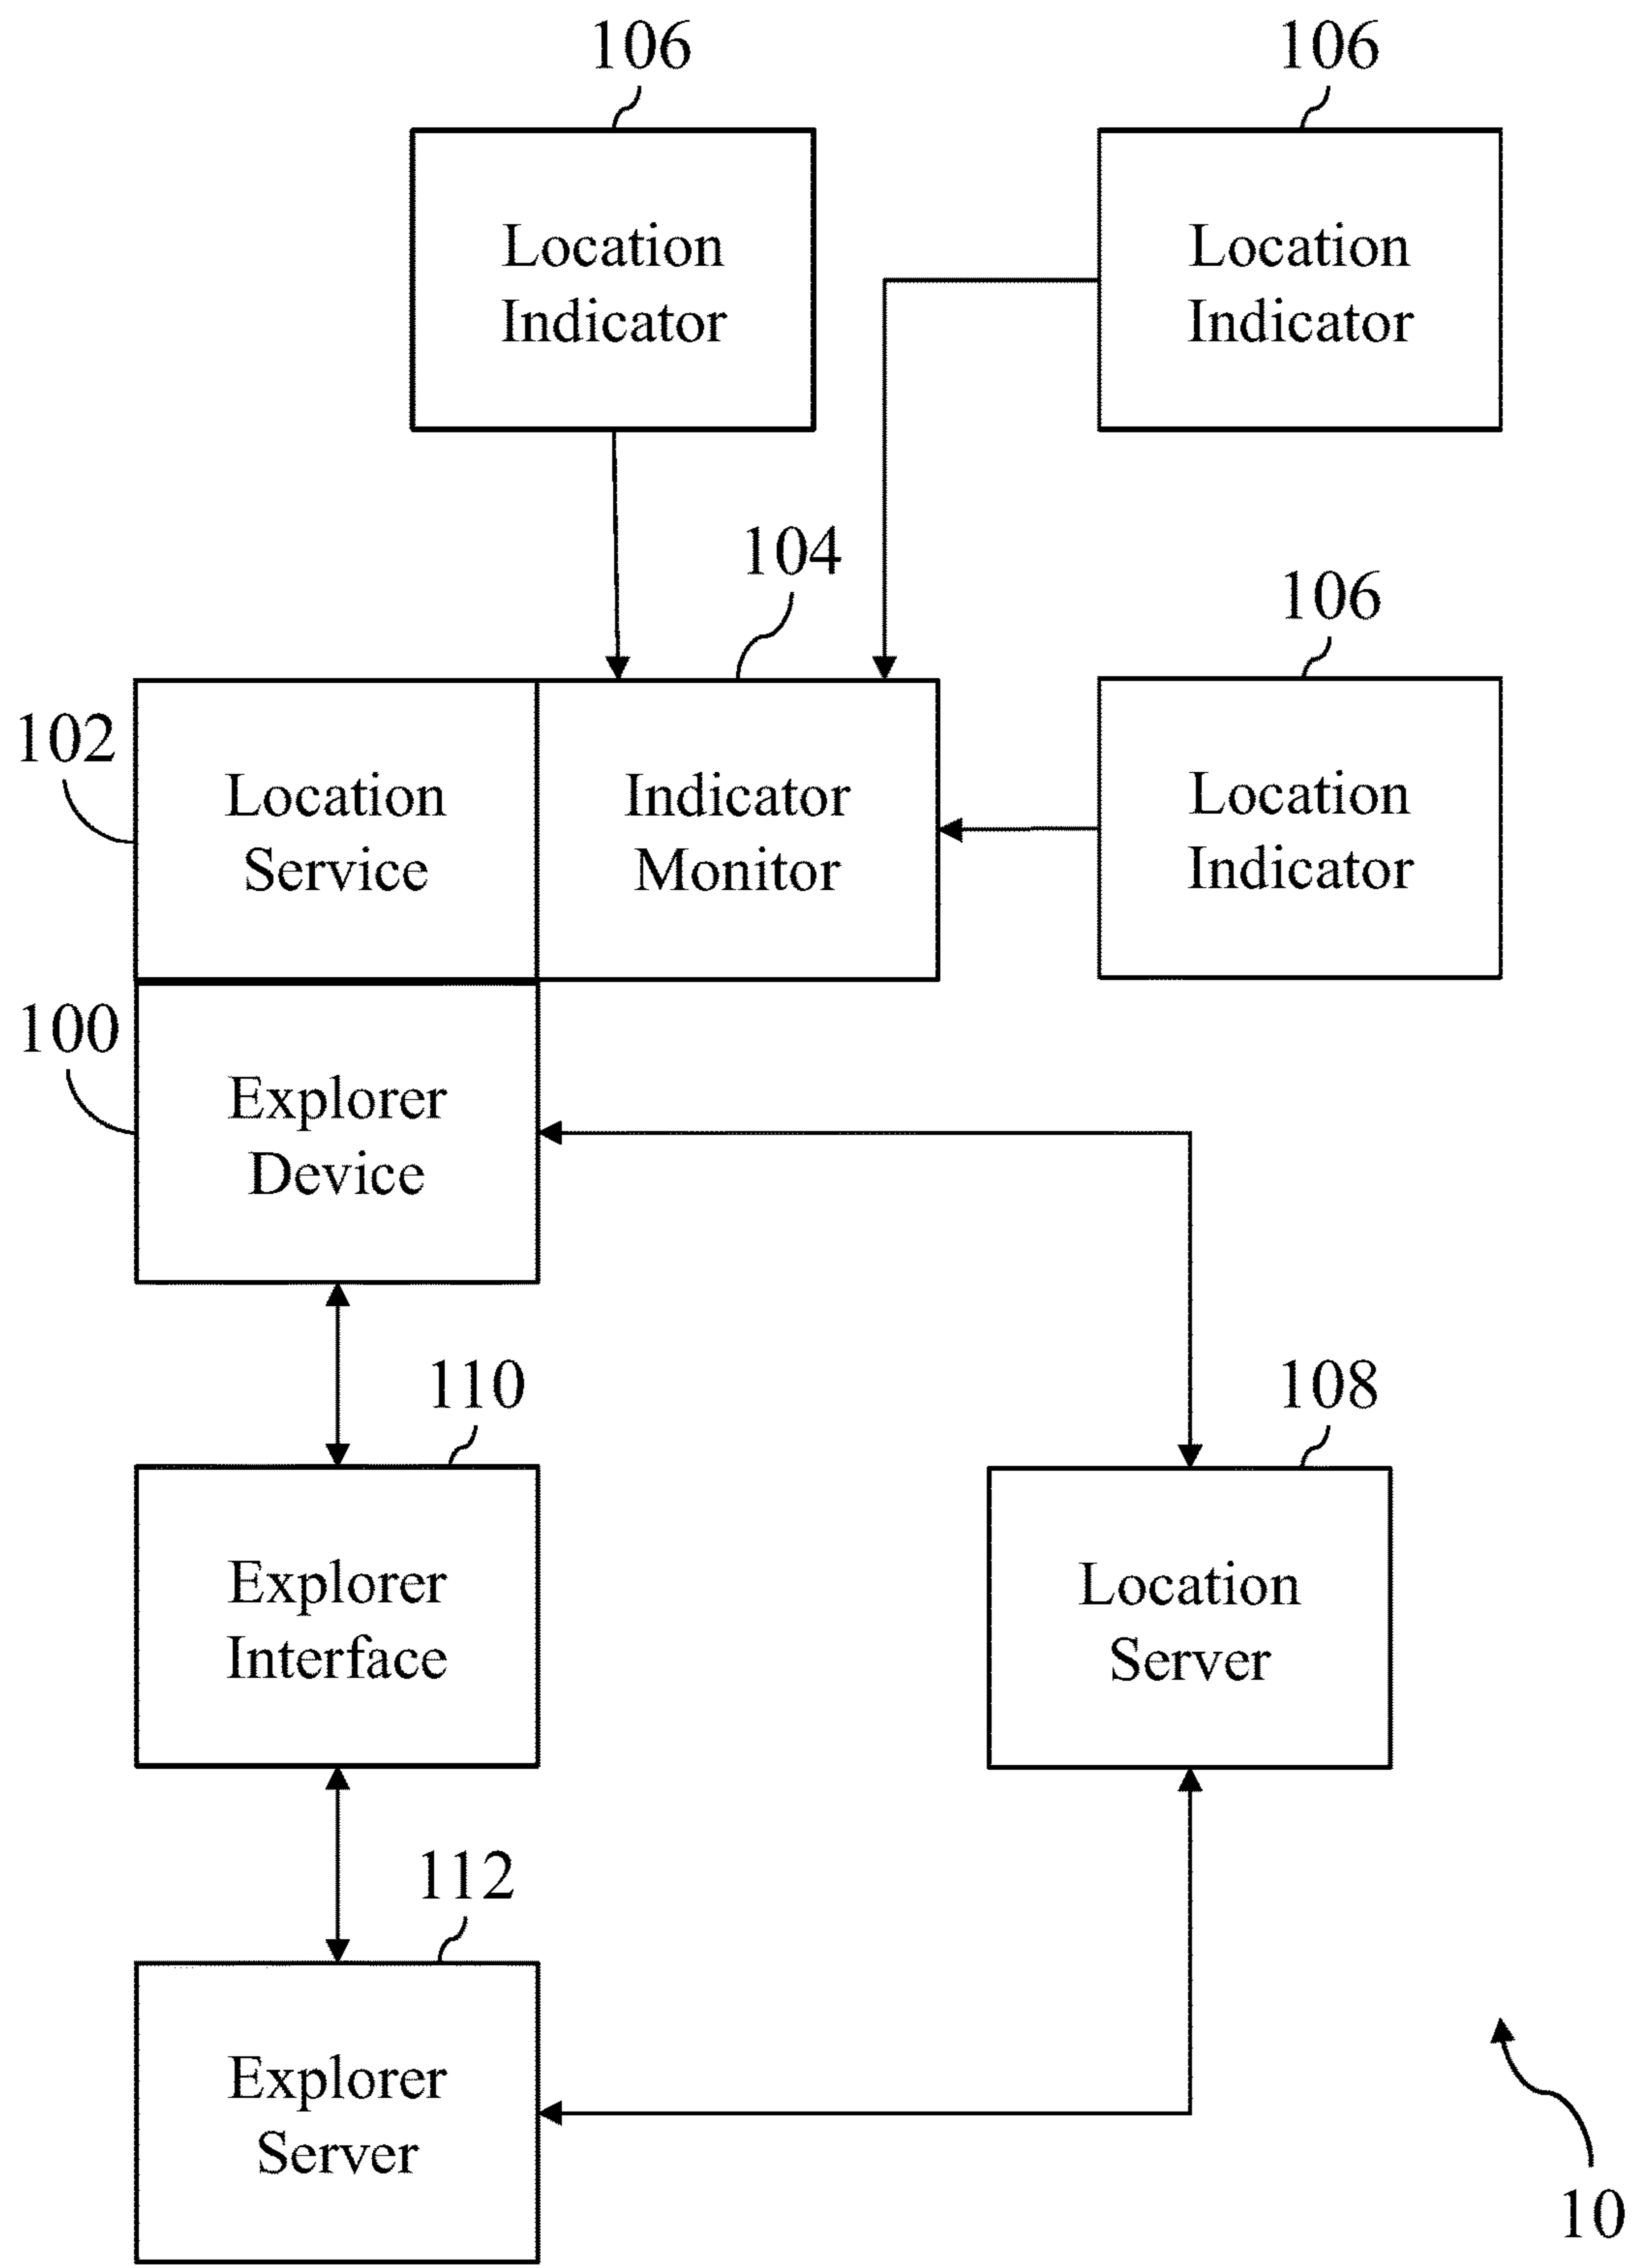 106
106
Location
Indicator
Location
Indicator
104
106
102
Location
Service
Indicator
Monitor
Location
Indicator
100
Explorer
Device
110
108
Explorer
Interface
Location
Server
112
Explorer
Server
10